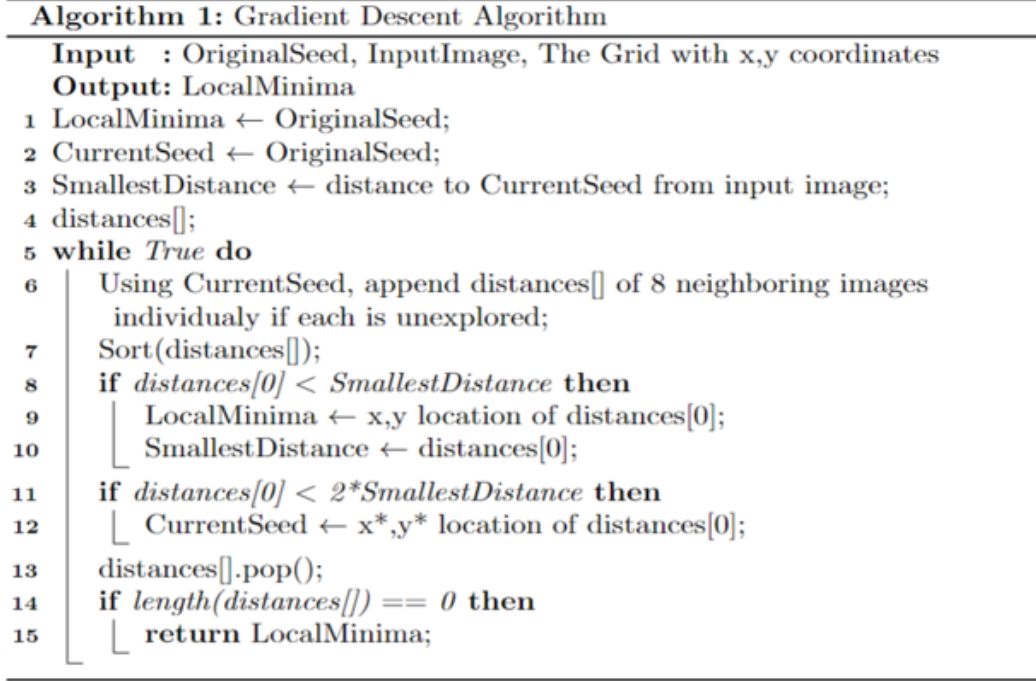 Algorithm 1: Gradient Descent Algorithm
Input : OriginalSeed, InputImage, The Grid with x,y coordinates
Output: LocalMinima
1 LocalMinima ← OriginalSeed;
2 CurrentSeed ← OriginalSeed;
3 SmallestDistance ← distance to CurrentSeed from input image;
4 distances[];
5 while True do
6 Using CurrentSeed, append distances[] of 8 neighboring images
individualy if each is unexplored;
7 Sort(distances[]);
8 if distances[0] < SmallestDistance then
9 LocalMinima ← x,y location of distances[0];
10 SmallestDistance ← distances[0];
11 if distances[0] < 2*SmallestDistance then
12 CurrentSeed ← x*,y* location of distances[0];
13 distances[].pop();
14 if length(distances[]) == 0 then
15 return LocalMinima;